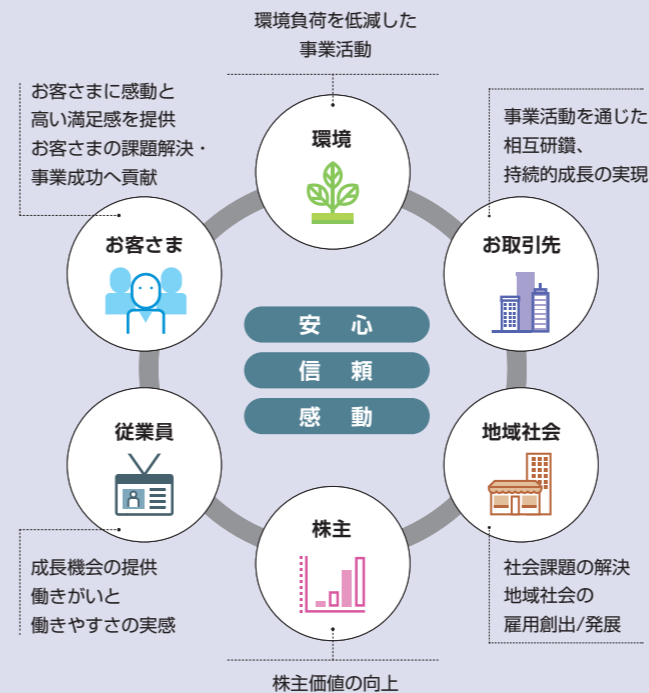 環境負荷を低減した
事業活動
環境
お客さまに感動と
高い満足感を提供
お客さまの課題解決・
事業成功へ貢献
お客さま
事業活動を通じた
相互研鑽、
持続的成長の実現
お取引先
安 心
信 頼
感 動
従業員
成長機会の提供
働きがいと
働きやすさの実感
地域社会
社会課題の解決
地域社会の
雇用創出/発展
株主
株主価値の向上